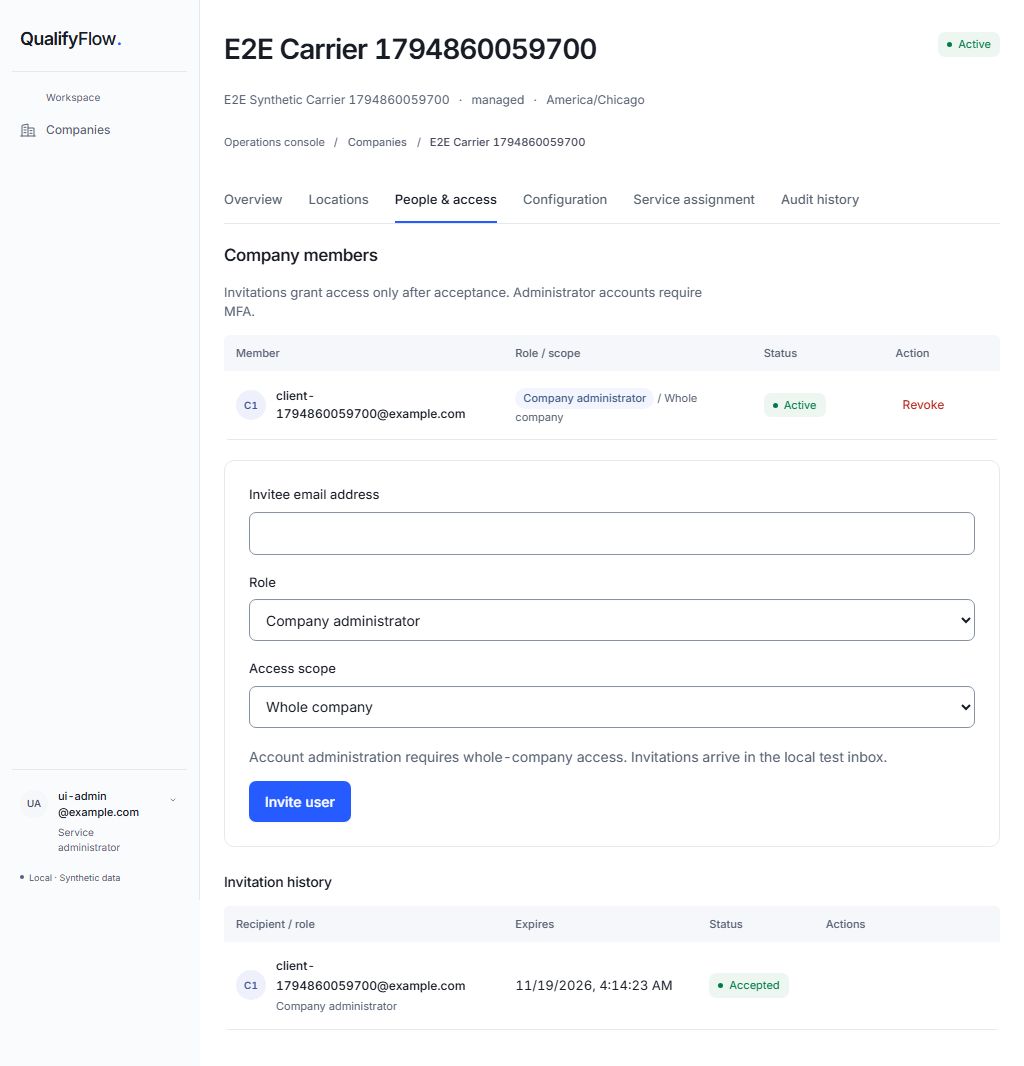 QualifyFlow.
Workspace
Companies
ui-admin
@example.com
UA
Service
administrator
Local · Synthetic data
E2E Carrier 1794860059700
Active
E2E Synthetic Carrier 1794860059700 · managed · America/Chicago
Operations console / Companies / E2E Carrier 1794860059700
Overview Locations People & access Configuration Service assignment Audit history
Company members
Invitations grant access only after acceptance. Administrator accounts require
MFA.
Member Role / scope Status Action
C1
client-
1794860059700@example.com
Company administrator / Whole
company
Active
Revoke
Invitee email address
Role
Company administrator
Access scope
Whole company
Account administration requires whole-company access. Invitations arrive in the local test inbox.
Invite user
Invitation history
Recipient / role Expires Status Actions
C1
client-
1794860059700@example.com
Company administrator
11/19/2026, 4:14:23 AM
Accepted